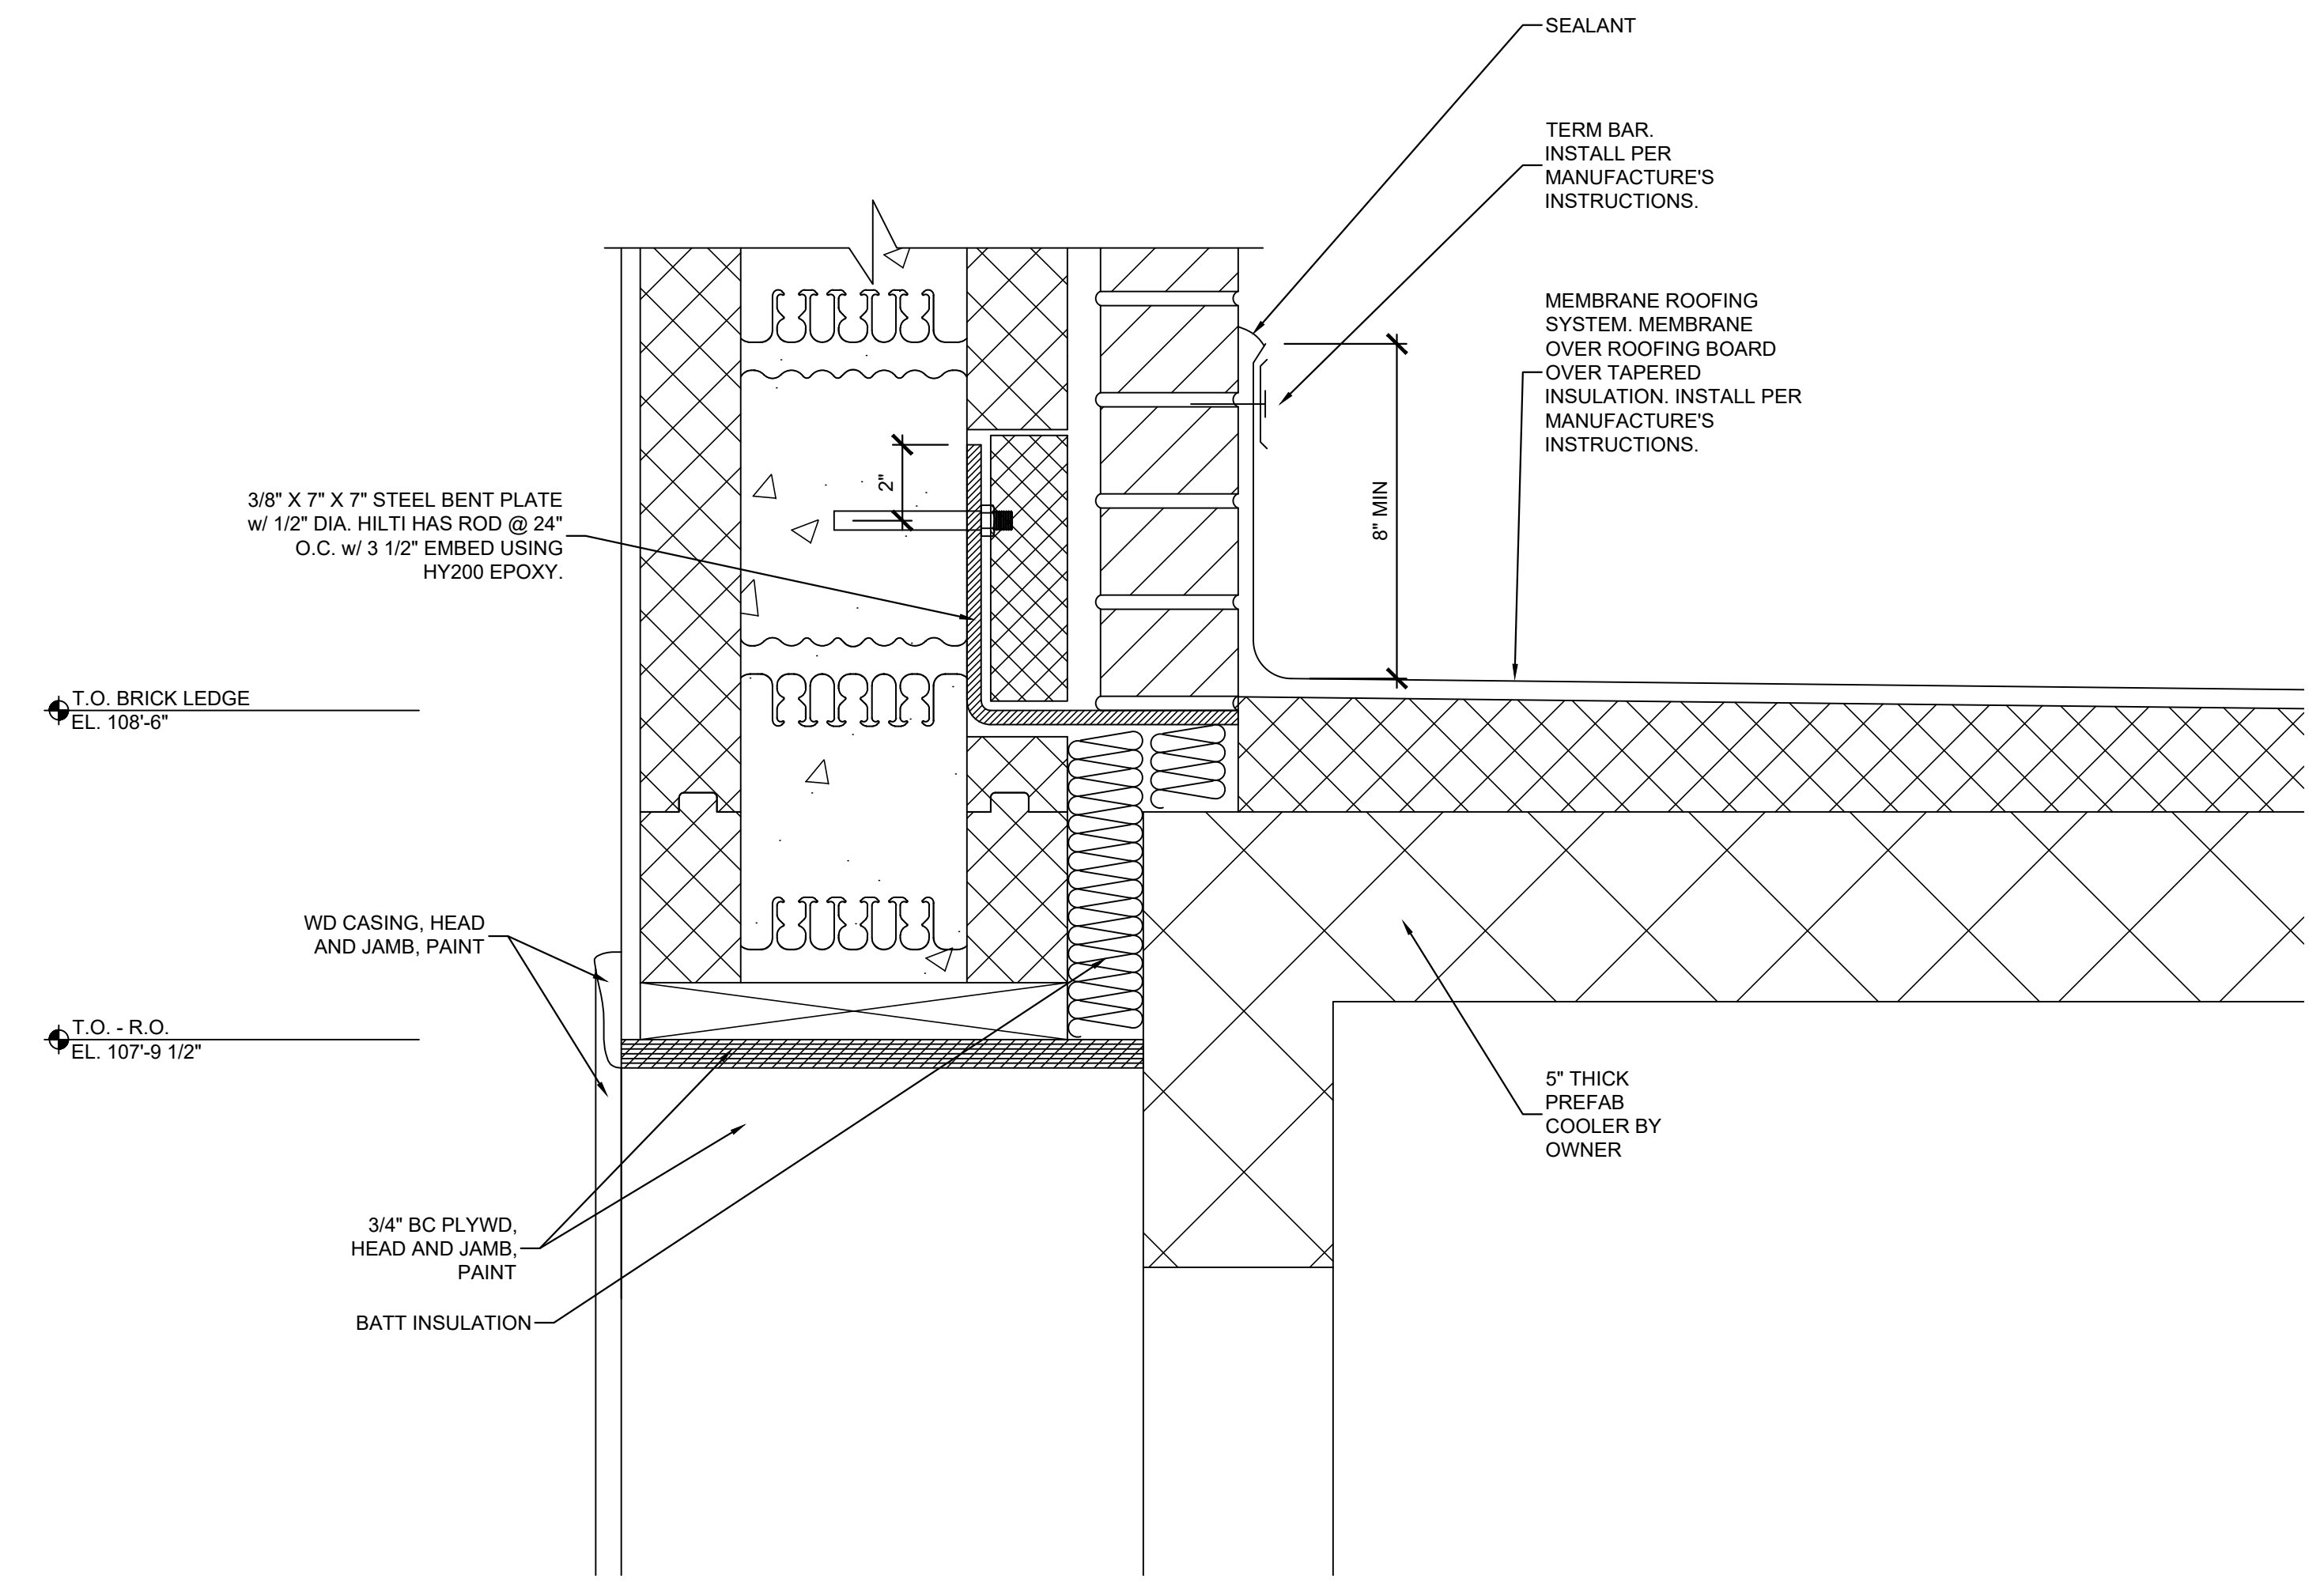 SEALANT
TERM BAR.
INSTALL PER
MANUFACTURE'S
INSTRUCTIONS.
MEMBRANE ROOFING
SYSTEM. MEMBRANE
OVER ROOFING BOARD
OVER TAPERED
INSULATION. INSTALL PER
MANUFACTURE'S
INSTRUCTIONS.
2"
8" MIN
3/8" X 7" X 7" STEEL BENT PLATE
w/ 1/2" DIA. HILTI HAS ROD @ 24"
O.C. w/ 3 1/2" EMBED USING
HY200 EPOXY.
T.O. BRICK LEDGE
EL. 108'-6"
WD CASING, HEAD
AND JAMB, PAINT
T.O. - R.O.
EL. 107'-9 1/2"
5" THICK
PREFAB
COOLER BY
OWNER
3/4" BC PLYWD,
HEAD AND JAMB,
PAINT
BATT INSULATION